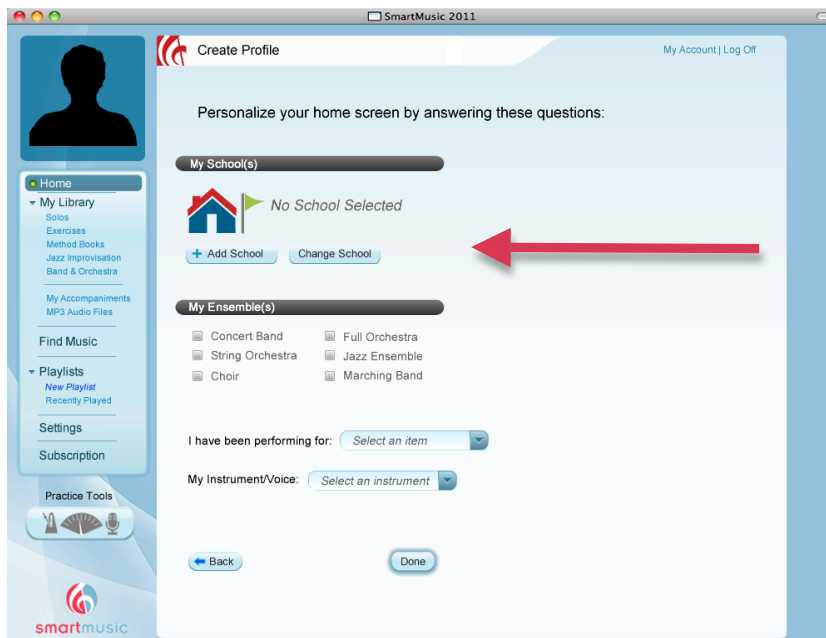 SmartMusic 2011
Create Profile
My Account | Log Off
Personalize your home screen by answering these questions:
My School(s)
No School Selected
+ Add School Change School
My Ensemble(s)
Concert Band Full Orchestra
String Orchestra Jazz Ensemble
Choir Marching Band
I have been performing for: Select an item
My Instrument/Voice: Select an instrument
Back Done
Home
My Library
Solos
Exercises
Method Books
Jazz Improvisation
Band & Orchestra
My Accompaniments
MP3 Audio Files
Find Music
Playlists
New Playlist
Recently Played
Settings
Subscription
Practice Tools
smartmusic